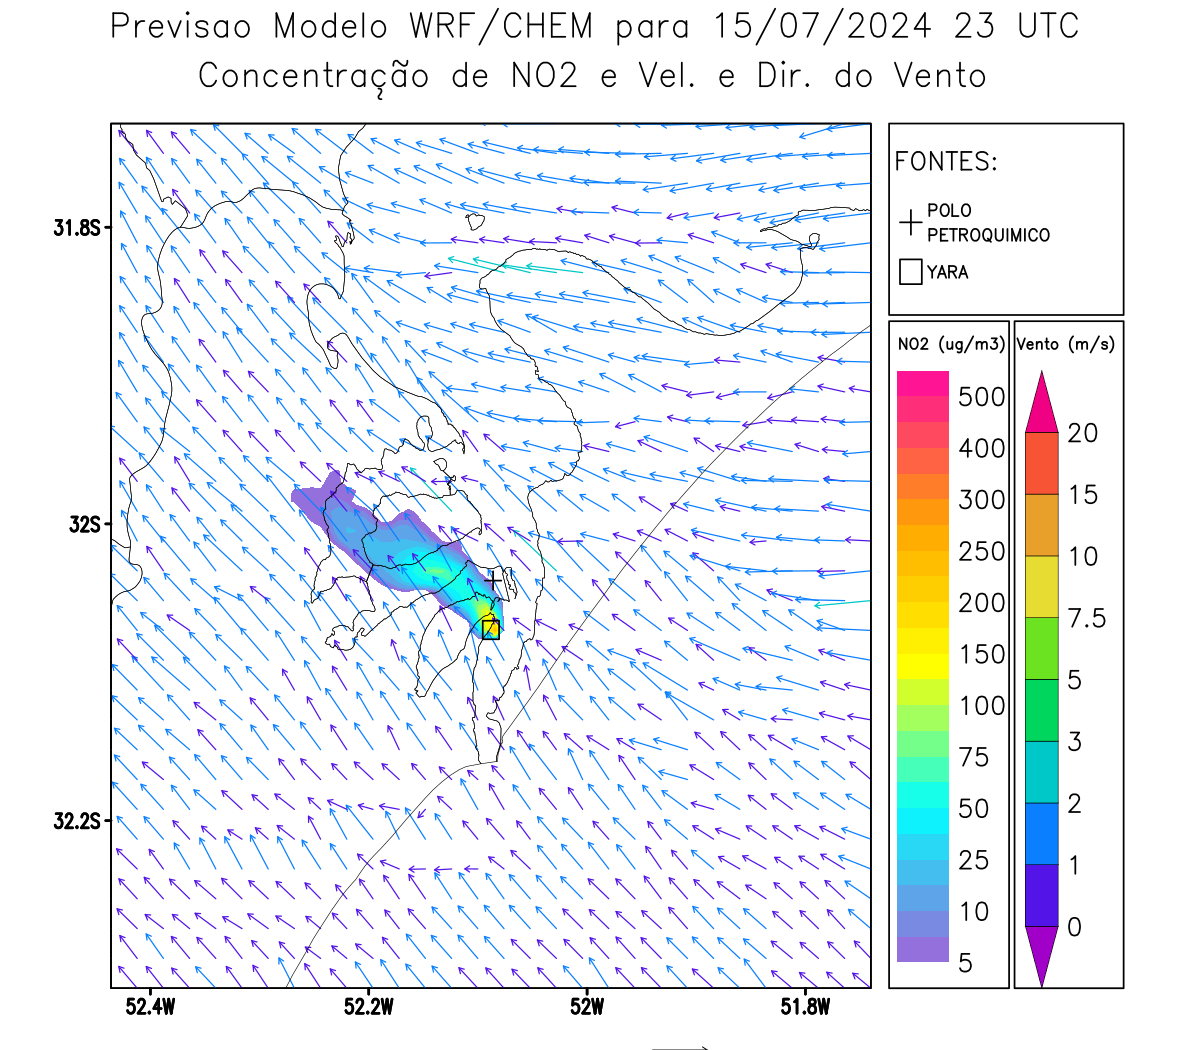 Previsao Modelo WRF/CHEM para 15/07/2024 23 UTC
Concentração de NO2 e Vel. e Dir. do Vento
FONTES:
POLO
PETROQUIMICO
YARA
NO2 (ug/m3)
500
400
300
250
200
150
100
75
50
25
10
5
Vento (m/s)
20
15
10
7.5
5
3
2
1
0
31.8S
32S
32.2S
52.4W
52.2W
52W
51.8W